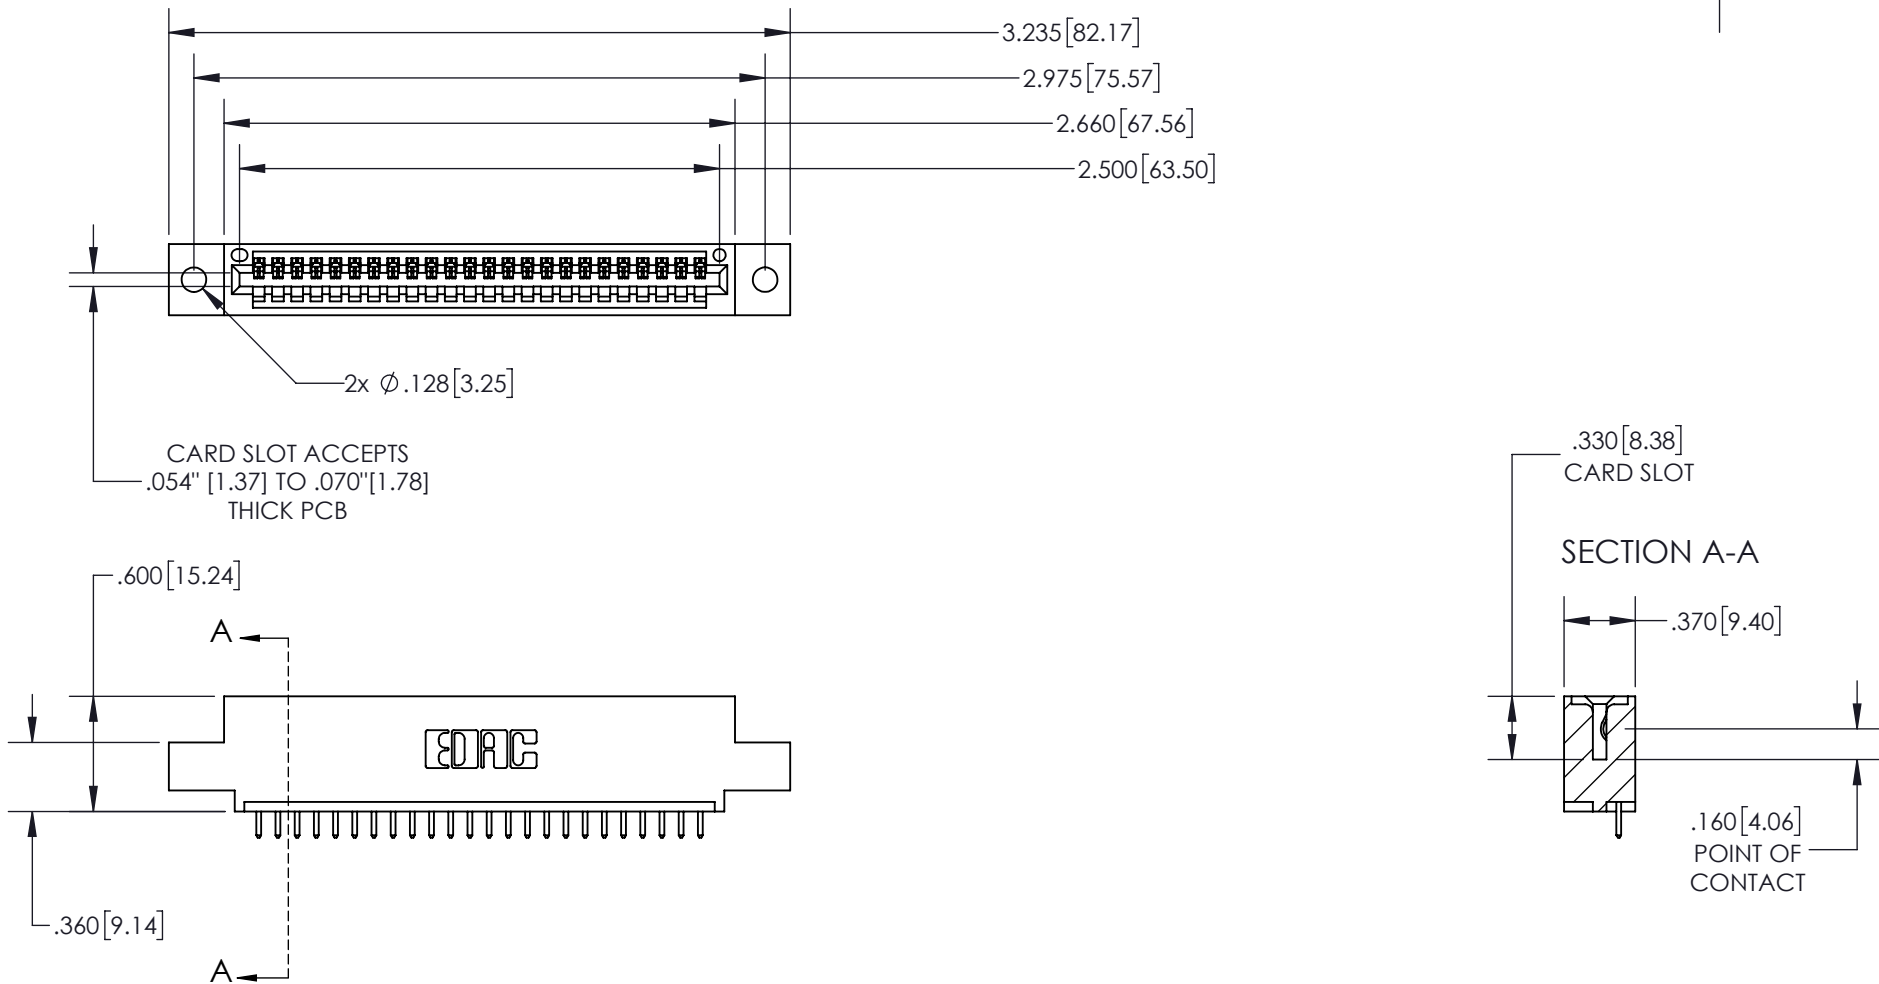 3.235[82.17]
2.975[75.57]
2.660[67.56]
2.500[63.50]
2x Ø.128[3.25]
CARD SLOT ACCEPTS
.054" [1.37] TO .070"[1.78]
THICK PCB
.330[8.38]
CARD SLOT
SECTION A-A
.600[15.24]
A
.370[9.40]
EDAC
.160[4.06]
POINT OF
CONTACT
.360[9.14]
A